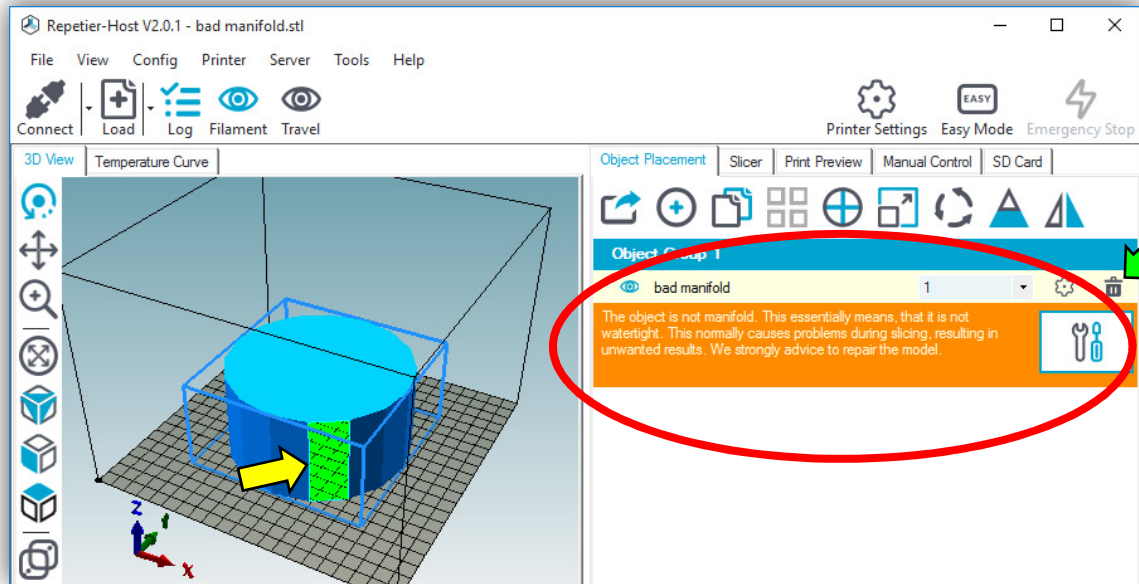 Repetier-Host V2.0.1 - bad manifold.stl
File View Config Printer Server Tools Help
Connect Load Log Filament Travel Printer Settings EASY Easy Mode Emergency Stop
3D View Temperature Curve Object Placement Slicer Print Preview Manual Control SD Card
Object Group 1
bad manifold 1
The object is not manifold. This essentially means, that it is not
watertight. This normally causes problems during slicing, resulting in
unwanted results. We strongly advice to repair the model.
Z
Y
X